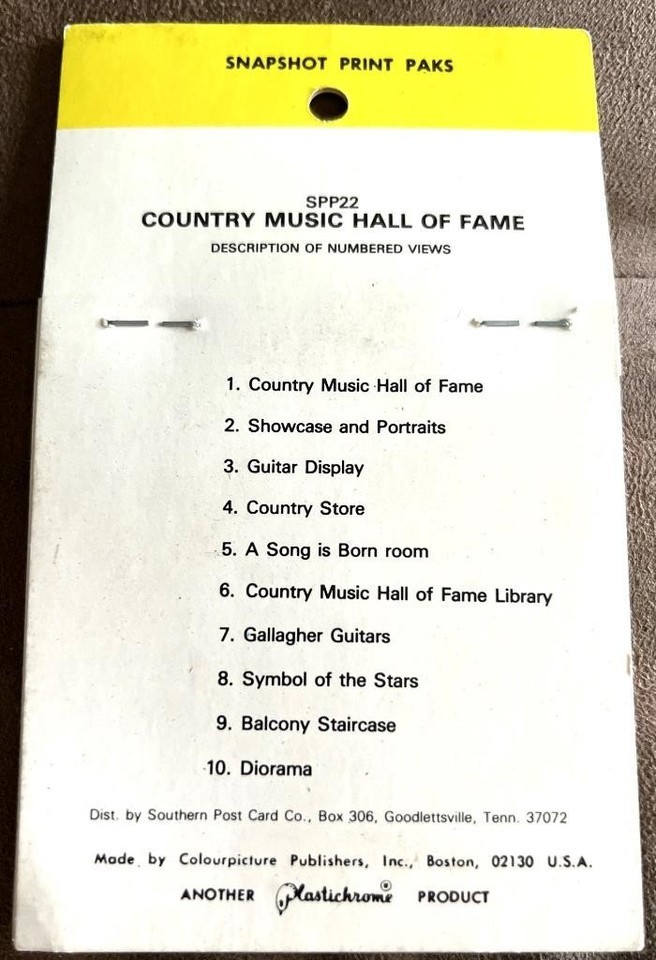 SNAPSHOT PRINT PAKS
SPP22
COUNTRY MUSIC HALL OF FAME
DESCRIPTION OF NUMBERED VIEWS
1. Country Music Hall of Fame
2. Showcase and Portraits
3. Guitar Display
4. Country Store
5. A Song is Born room
6. Country Music Hall of Fame Library
7. Gallagher Guitars
8. Symbol of the Stars
9. Balcony Staircase
10. Diorama
Dist. by Southern Post Card Co., Box 306, Goodlettsville, Tenn. 37072
Made by Colourpicture Publishers, Inc., Boston, 02130 U.S.A.
ANOTHER Plastichrome ® PRODUCT